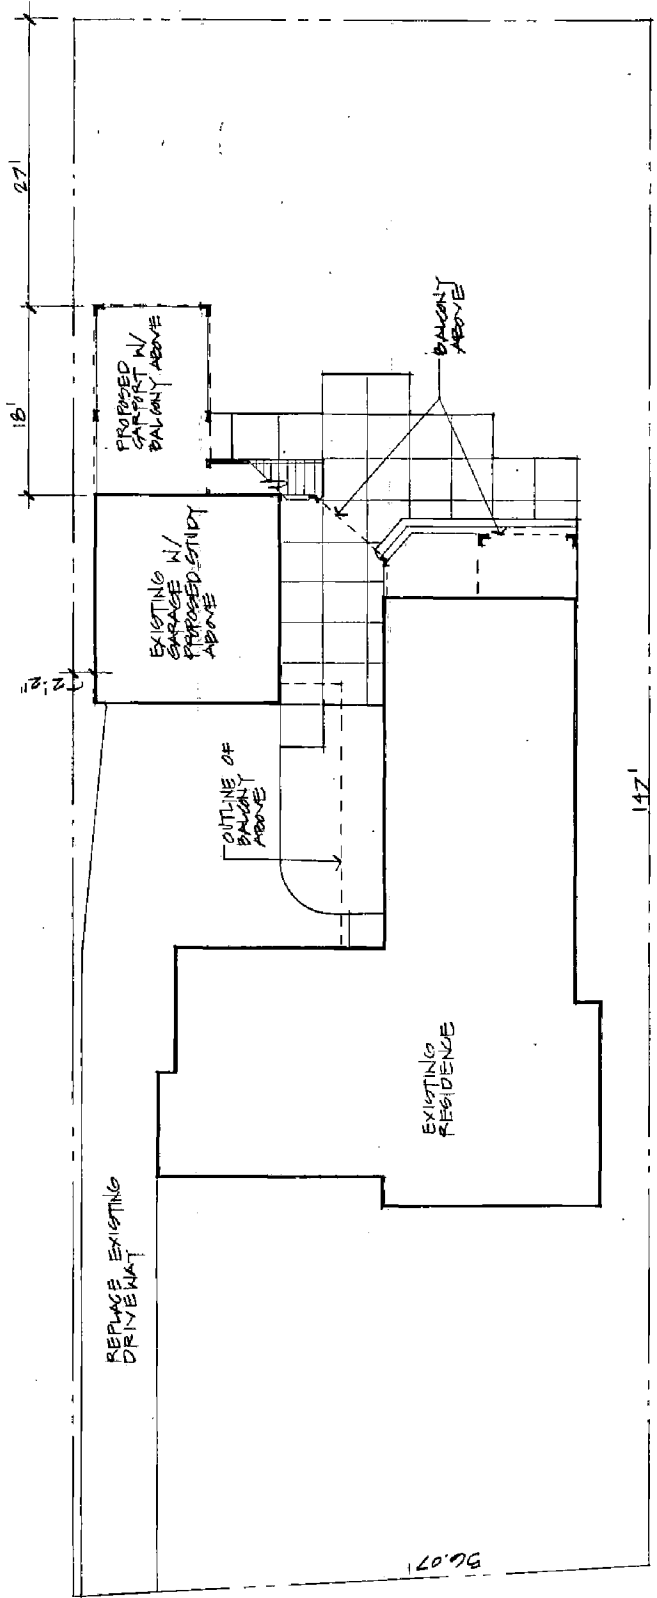 27'
18'
PROPOSED
CARPORT W/
BALCONY ABOVE
BALCONY
ABOVE
EXISTING
GARAGE W/
PROPOSED STUDY
ABOVE
2'-2"
OUTLINE OF
BALCONY
ABOVE
147'
EXISTING
RESIDENCE
REPLACE EXISTING
DRIVEWAY
56.07'